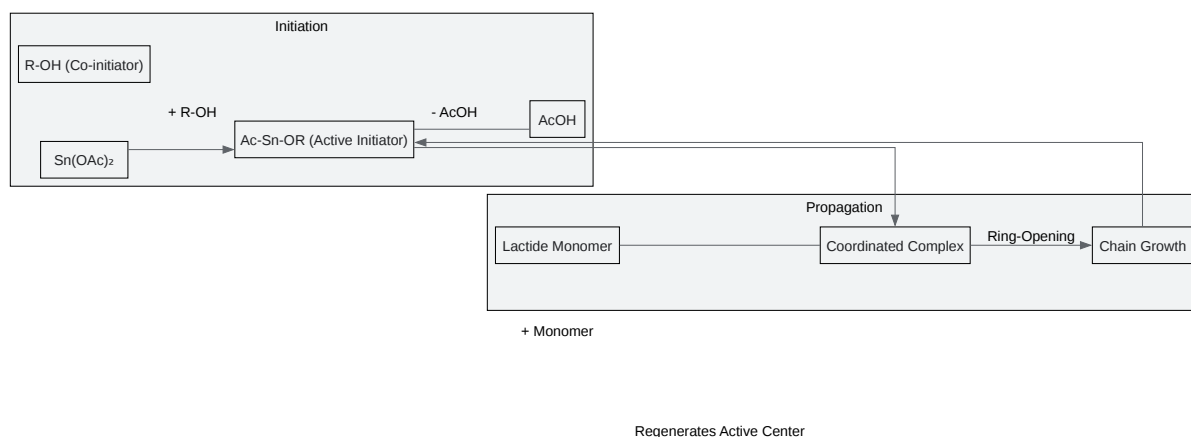 Initiation
R-OH (Co-initiator)
+ R-OH
- AcOH
AcOH
Ac-Sn-OR (Active Initiator)
Sn(OAc)₂
Propagation
Lactide Monomer
Coordinated Complex
Ring-Opening
Chain Growth
+ Monomer
Regenerates Active Center